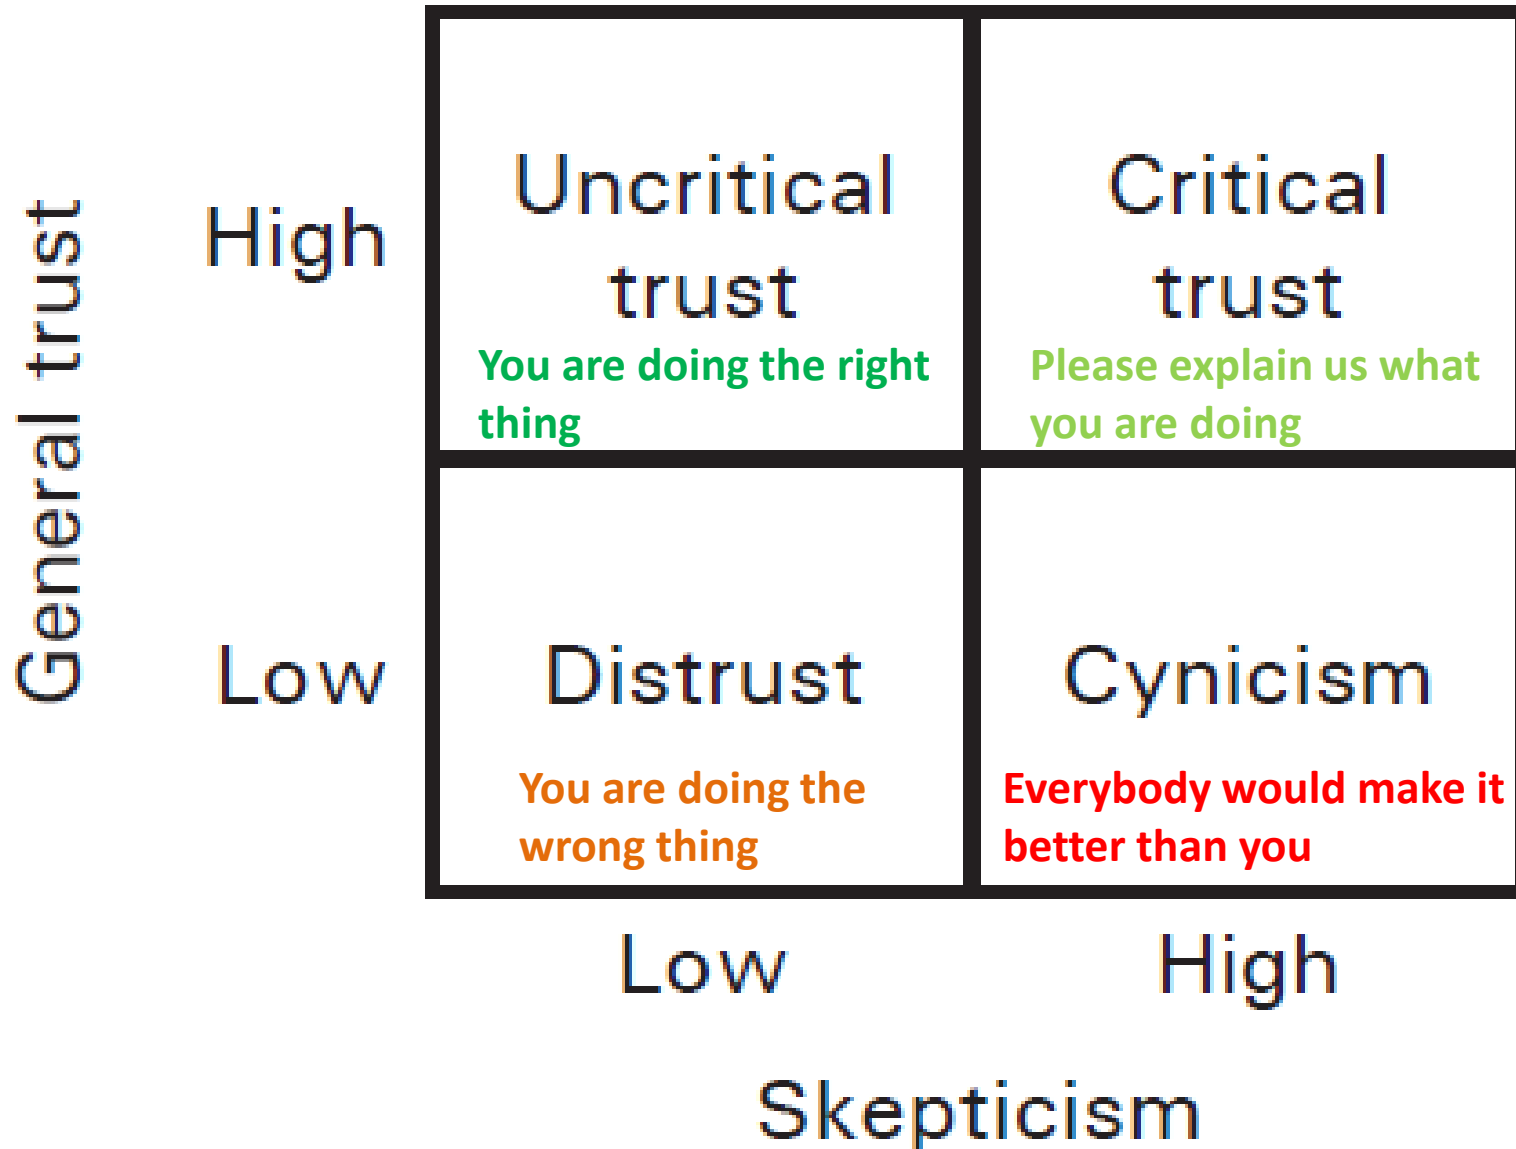 General trust
High
Uncritical
trust
You are doing the right
thing
Critical
trust
Please explain us what
you are doing
Low
Distrust
You are doing the
wrong thing
Cynicism
Everybody would make it
better than you
Low
High
Skepticism